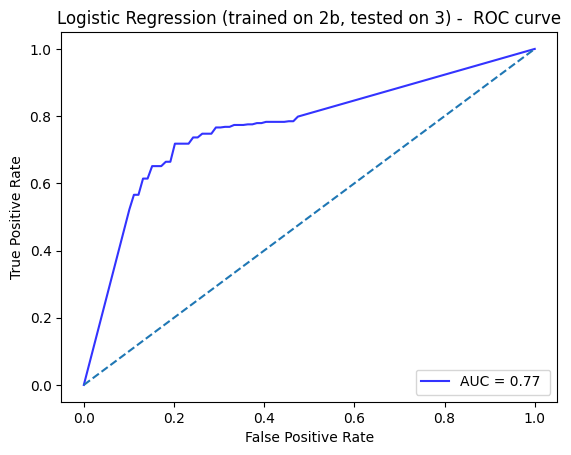 Logistic Regression (trained on 2b, tested on 3) -  ROC curve
1.0
0.8
0.6
0.4
0.2
0.0
True Positive Rate
AUC = 0.77
0.0 0.2 0.4 0.6 0.8 1.0
False Positive Rate